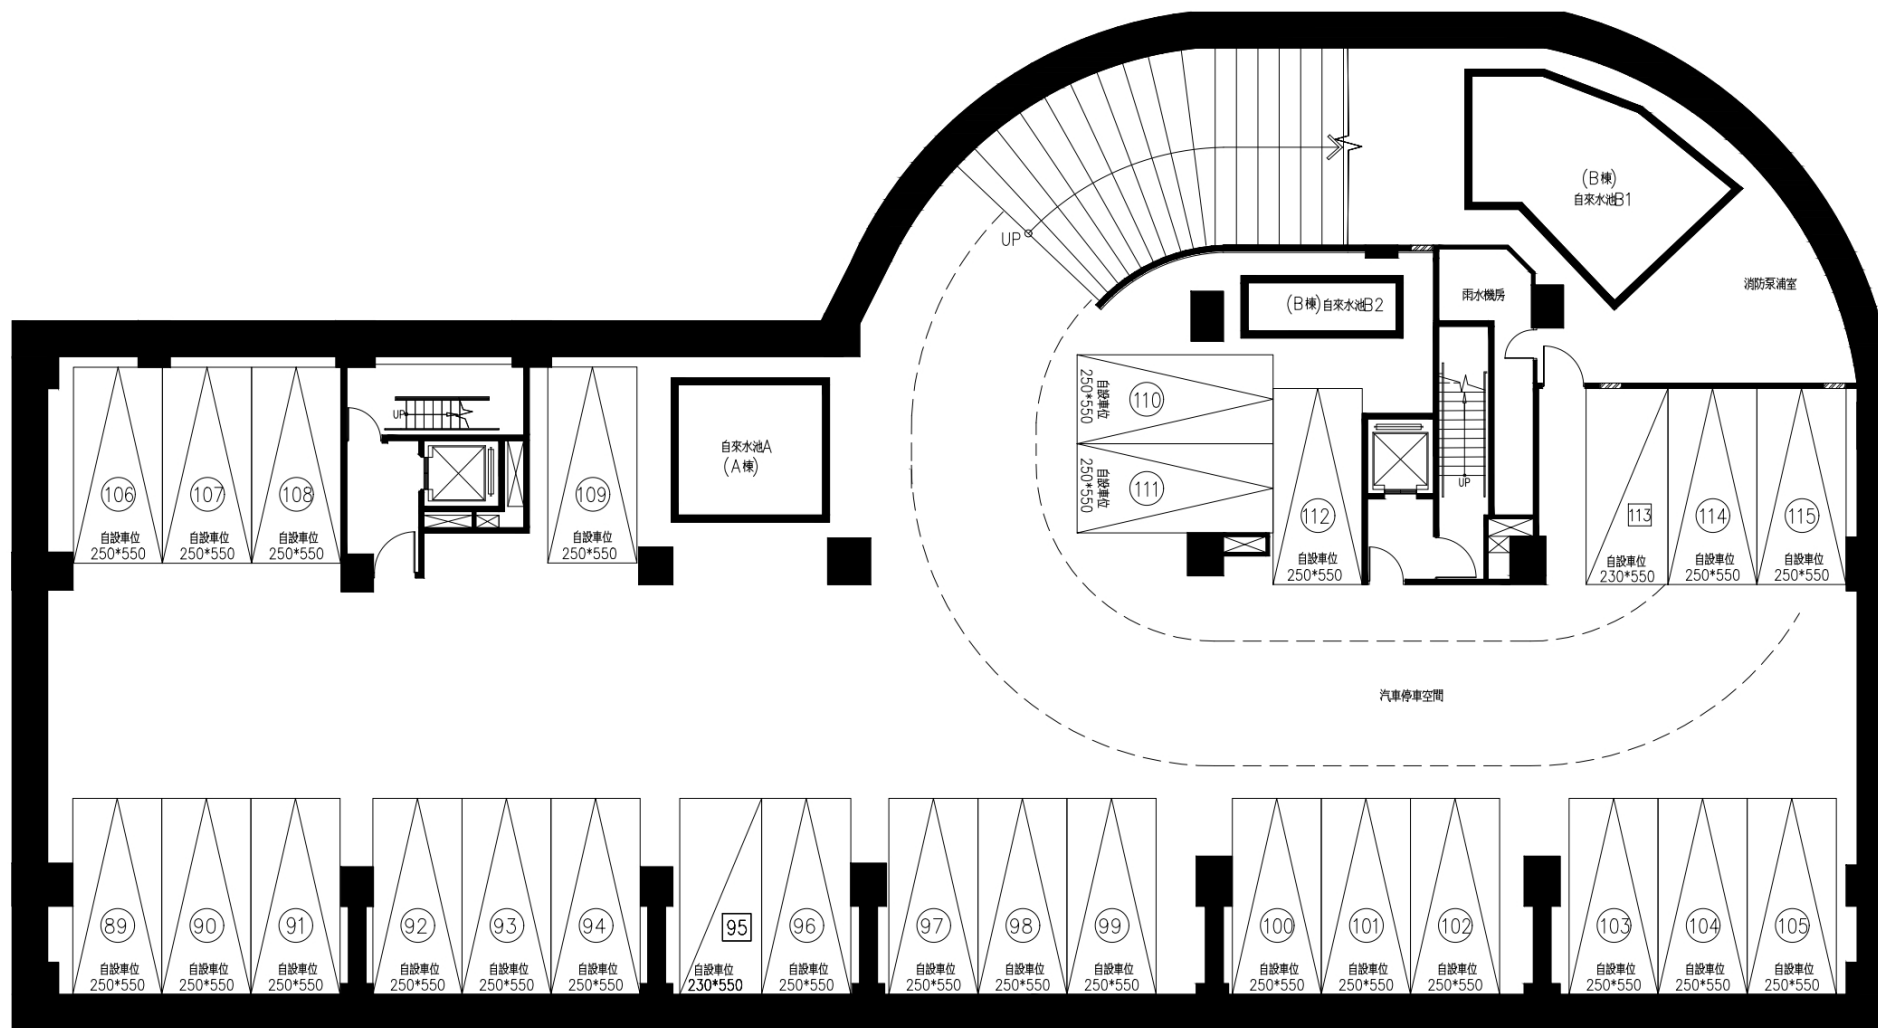 (B棟)
自來水池B1
UP
消防泵浦室
雨水機房
(B棟)自來水池B2
自設車位
250*550
110
自設車位
250*550
111
UP
自來水池A
(A棟)
UP
106
自設車位
250*550
107
自設車位
250*550
108
自設車位
250*550
109
自設車位
250*550
112
自設車位
250*550
113
自設車位
230*550
114
自設車位
250*550
115
自設車位
250*550
汽車停車空間
89
自設車位
250*550
90
自設車位
250*550
91
自設車位
250*550
92
自設車位
250*550
93
自設車位
250*550
94
自設車位
250*550
95
自設車位
230*550
96
自設車位
250*550
97
自設車位
250*550
98
自設車位
250*550
99
自設車位
250*550
100
自設車位
250*550
101
自設車位
250*550
102
自設車位
250*550
103
自設車位
250*550
104
自設車位
250*550
105
自設車位
250*550